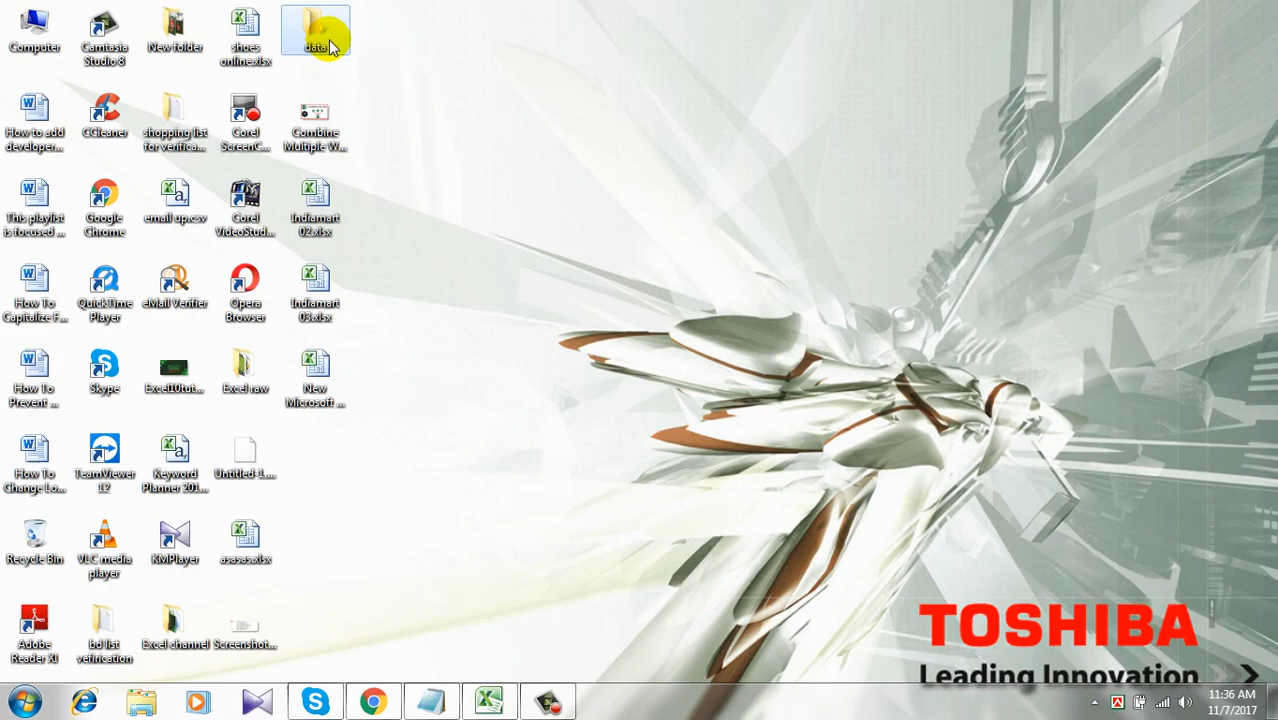 Computer
Camtasia
Studio 8
New folder
shoes
online.xlsx
data
How to add
developer...
CCleaner
shopping list
for verifica...
Corel
ScreenC...
Combine
Multiple W...
This playlist
is focused ...
Google
Chrome
email up.csv
Corel
VideoStud...
Indiamart
02.xlsx
How To
Capitalize F...
QuickTime
Player
eMail Verifier
Opera
Browser
Indiamart
03.xlsx
How To
Prevent ...
Skype
Excel10tut...
Excel raw
New
Microsoft ...
How To
Change Lo...
TeamViewer
12
Keyword
Planner 201...
Untitled-1....
Recycle Bin
VLC media
player
KMPlayer
asasas.xlsx
Adobe
Reader XI
bd list
vefirication
Excel channel
Screenshot...
TOSHIBA
Leading Innovation
11:36 AM
11/7/2017